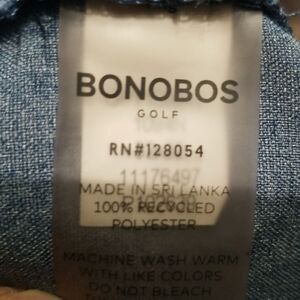 BONOBOS
GOLF
RN#128054
11176497
MADE IN SRI LANKA
100% RECYCLED
POLYESTER
MACHINE WASH WARM
WITH LIKE COLORS
DO NOT BLEACH